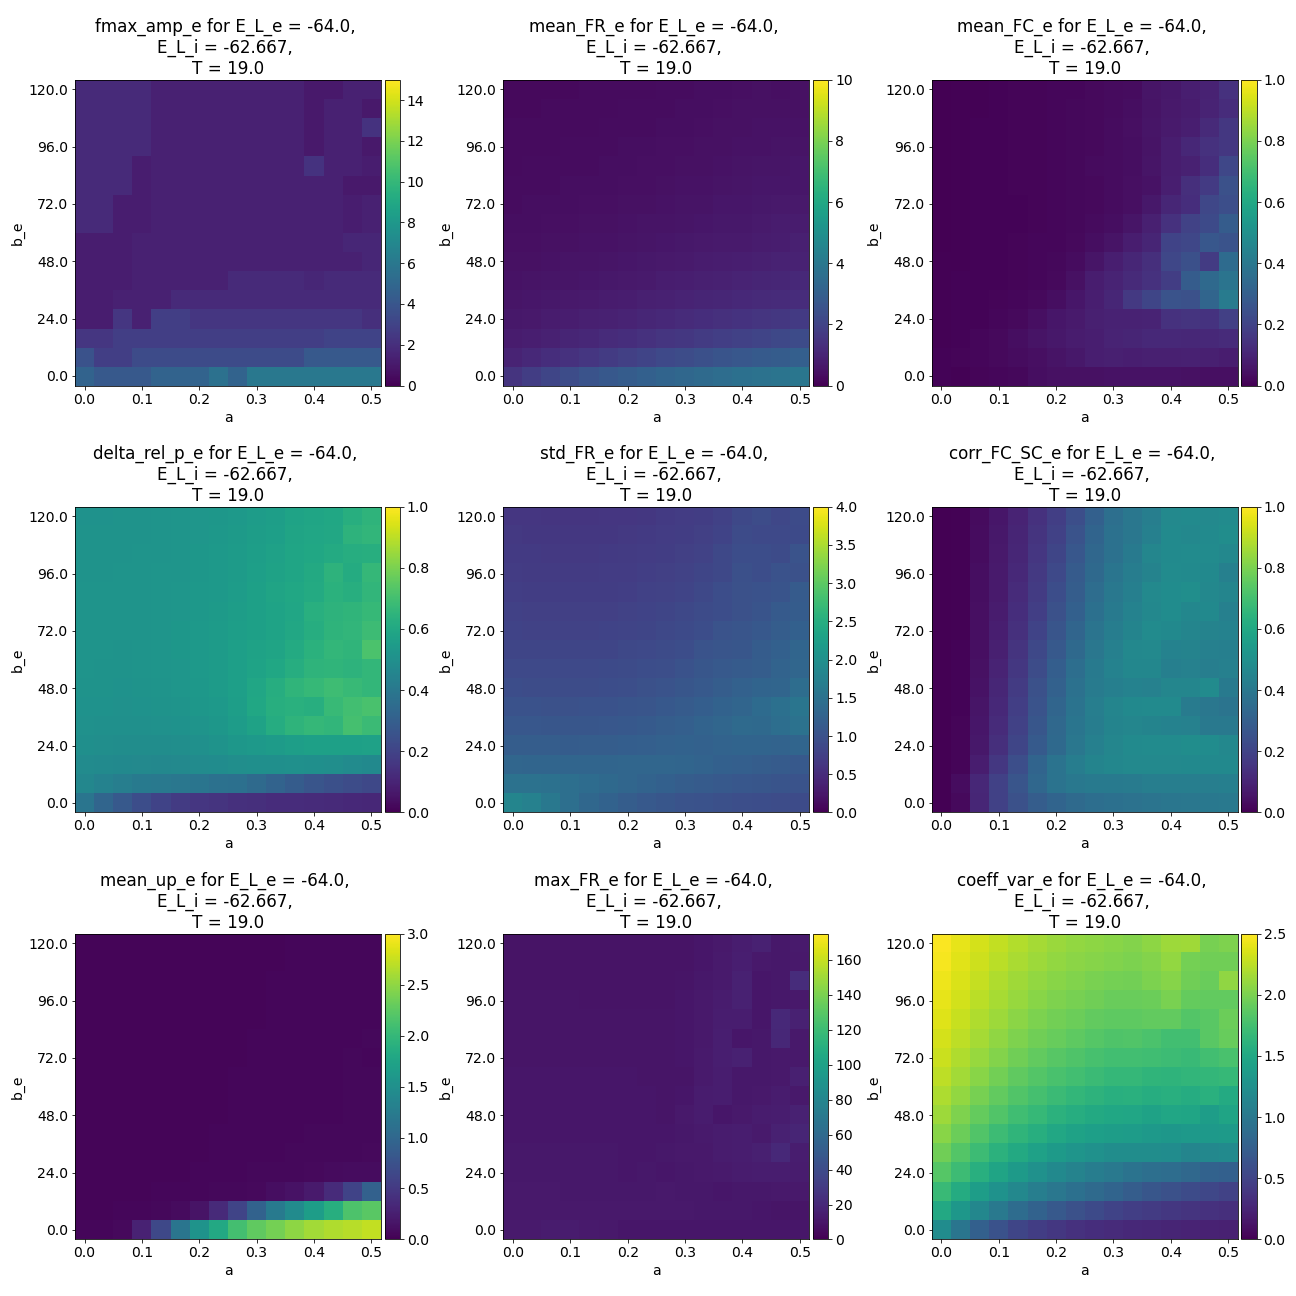 fmax_amp_e for E_L_e = -64.0,
E_L_i = -62.667,
T = 19.0
120.0
96.0
72.0
48.0
24.0
0.0
b_e
0.0 0.1 0.2 0.3 0.4 0.5
a
14
12
10
8
6
4
2
0
mean_FR_e for E_L_e = -64.0,
E_L_i = -62.667,
T = 19.0
120.0
96.0
72.0
48.0
24.0
0.0
b_e
0.0 0.1 0.2 0.3 0.4 0.5
a
10
8
6
4
2
0
mean_FC_e for E_L_e = -64.0,
E_L_i = -62.667,
T = 19.0
120.0
96.0
72.0
48.0
24.0
0.0
b_e
0.0 0.1 0.2 0.3 0.4 0.5
a
1.0
0.8
0.6
0.4
0.2
0.0
delta_rel_p_e for E_L_e = -64.0,
E_L_i = -62.667,
T = 19.0
120.0
96.0
72.0
48.0
24.0
0.0
b_e
0.0 0.1 0.2 0.3 0.4 0.5
a
1.0
0.8
0.6
0.4
0.2
0.0
std_FR_e for E_L_e = -64.0,
E_L_i = -62.667,
T = 19.0
120.0
96.0
72.0
48.0
24.0
0.0
b_e
0.0 0.1 0.2 0.3 0.4 0.5
a
4.0
3.5
3.0
2.5
2.0
1.5
1.0
0.5
0.0
corr_FC_SC_e for E_L_e = -64.0,
E_L_i = -62.667,
T = 19.0
120.0
96.0
72.0
48.0
24.0
0.0
b_e
0.0 0.1 0.2 0.3 0.4 0.5
a
1.0
0.8
0.6
0.4
0.2
0.0
mean_up_e for E_L_e = -64.0,
E_L_i = -62.667,
T = 19.0
120.0
96.0
72.0
48.0
24.0
0.0
b_e
0.0 0.1 0.2 0.3 0.4 0.5
a
3.0
2.5
2.0
1.5
1.0
0.5
0.0
max_FR_e for E_L_e = -64.0,
E_L_i = -62.667,
T = 19.0
120.0
96.0
72.0
48.0
24.0
0.0
b_e
0.0 0.1 0.2 0.3 0.4 0.5
a
160
140
120
100
80
60
40
20
0
coeff_var_e for E_L_e = -64.0,
E_L_i = -62.667,
T = 19.0
120.0
96.0
72.0
48.0
24.0
0.0
b_e
0.0 0.1 0.2 0.3 0.4 0.5
a
2.5
2.0
1.5
1.0
0.5
0.0